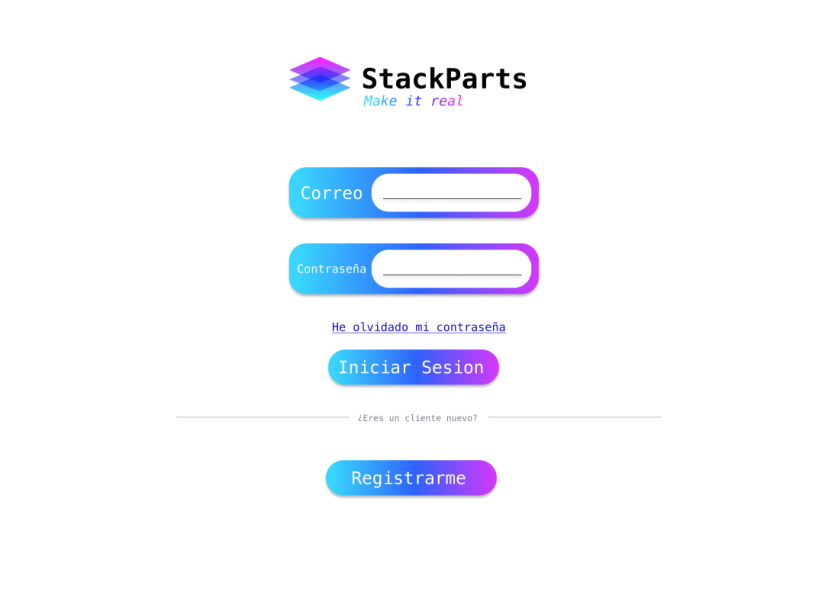 StackParts
Make it real
Correo
Contraseña
He olvidado mi contraseña
Iniciar Sesion
¿Eres un cliente nuevo?
Registrarme